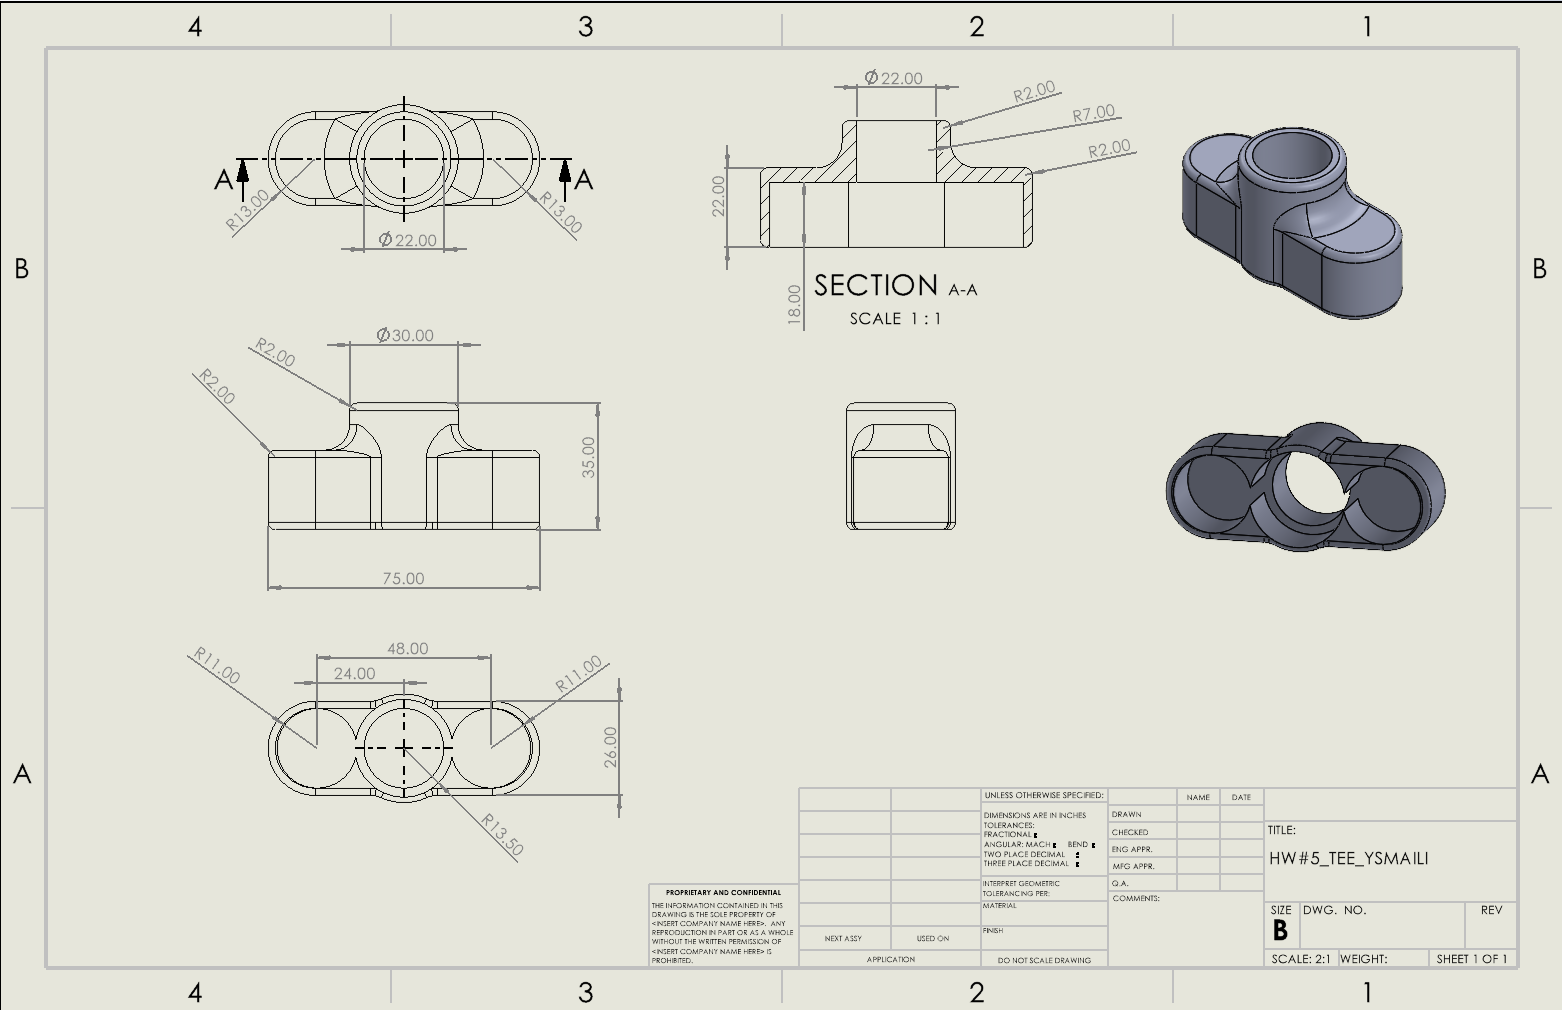 4 3 2 1
B B
A A
A A
R13.00 R13.00
Ø22.00
Ø22.00
R2.00
R7.00
R2.00
22.00
18.00
SECTION A-A
SCALE 1 : 1
Ø30.00
R2.00
R2.00
35.00
75.00
48.00
24.00
R11.00 R11.00
26.00
R13.50
PROPRIETARY AND CONFIDENTIAL
THE INFORMATION CONTAINED IN THIS
DRAWING IS THE SOLE PROPERTY OF
<INSERT COMPANY NAME HERE>. ANY
REPRODUCTION IN PART OR AS A WHOLE
WITHOUT THE WRITTEN PERMISSION OF
<INSERT COMPANY NAME HERE> IS
PROHIBITED.
NEXT ASSY USED ON
APPLICATION
UNLESS OTHERWISE SPECIFIED:
DIMENSIONS ARE IN INCHES
TOLERANCES:
FRACTIONAL
ANGULAR: MACH BEND
TWO PLACE DECIMAL
THREE PLACE DECIMAL
INTERPRET GEOMETRIC
TOLERANCING PER:
MATERIAL
FINISH
DO NOT SCALE DRAWING
NAME DATE
DRAWN
CHECKED
ENG APPR.
MFG APPR.
Q.A.
COMMENTS:
TITLE:
HW#5_TEE_YSMAILI
SIZE DWG. NO. REV
B
SCALE: 2:1 WEIGHT: SHEET 1 OF 1
4 3 2 1